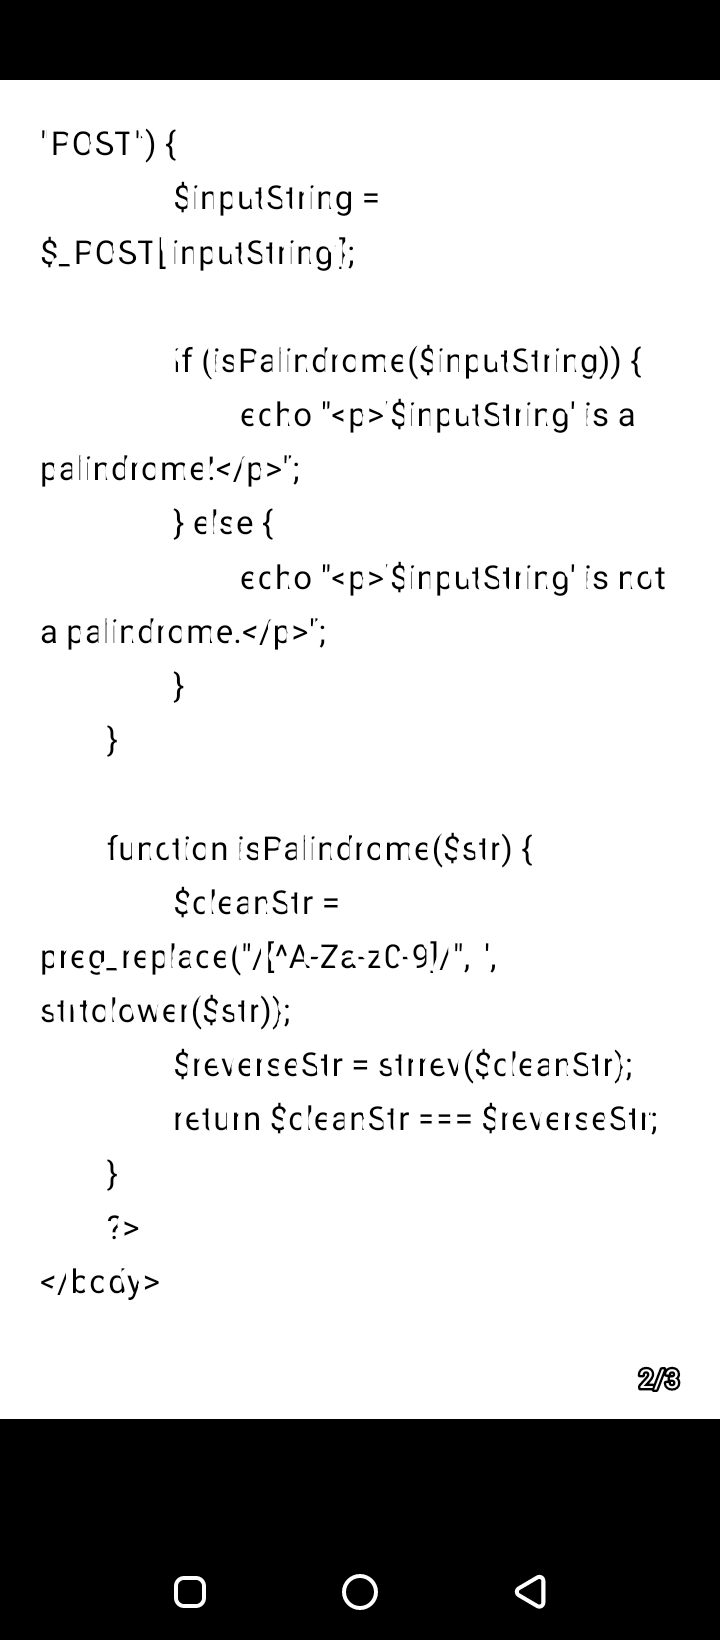 'POST') {
$inputString =
$_POST[inputString];
if (isPalindrome($inputString)) {
echo "<p>'$inputString' is a
palindrome!</p>";
} else {
echo "<p>'$inputString' is not
a palindrome.</p>";
}
}
function isPalindrome($str) {
$cleanStr =
preg_replace("/[^A-Za-z0-9]/", ',
strtolower($str));
$reverseStr = strrev($cleanStr);
return $cleanStr === $reverseStr;
}
?>
</body>
2/3